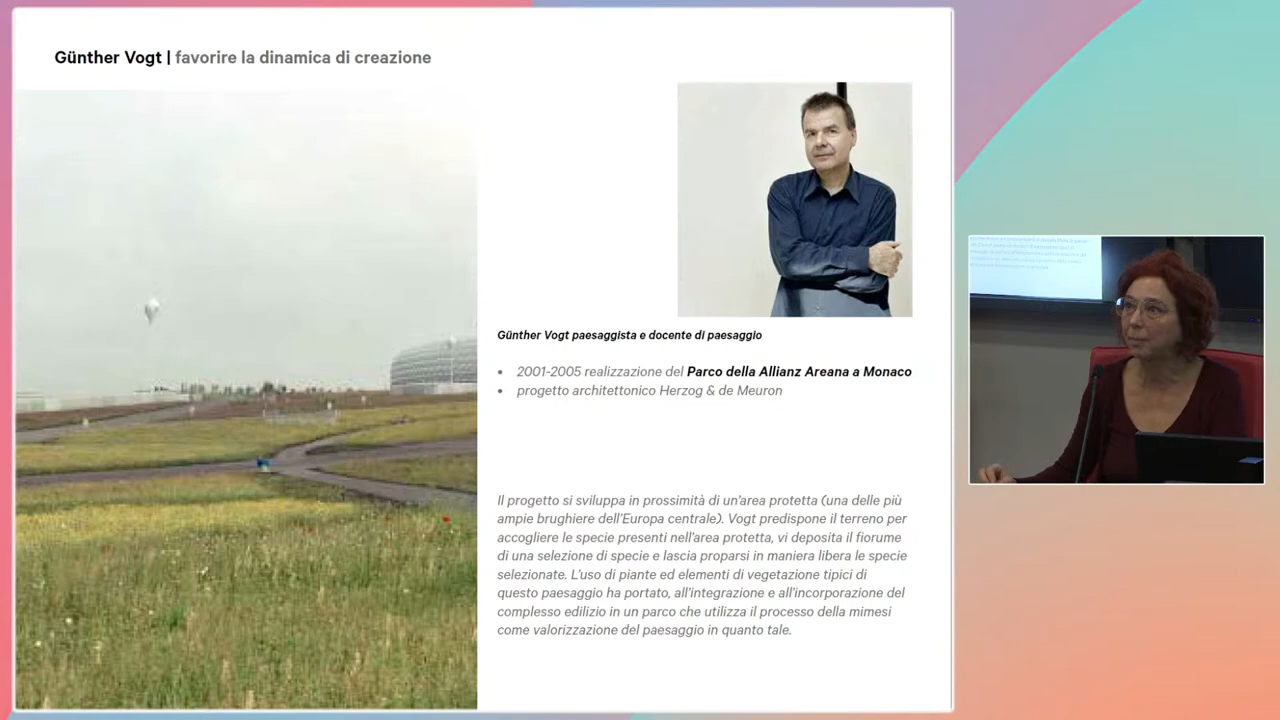 Günther Vogt | favorire la dinamica di creazione
Günther Vogt paesaggista e docente di paesaggio
• 2001-2005 realizzazione del Parco della Allianz Areana a Monaco
• progetto architettonico Herzog & de Meuron
Il progetto si sviluppa in prossimità di un'area protetta (una delle più
ampie brughiere dell'Europa centrale). Vogt predispone il terreno per
accogliere le specie presenti nell'area protetta, vi deposita il fiorume
di una selezione di specie e lascia proparsi in maniera libera le specie
selezionate. L'uso di piante ed elementi di vegetazione tipici di
questo paesaggio ha portato, all'integrazione e all'incorporazione del
complesso edilizio in un parco che utilizza il processo della mimesi
come valorizzazione del paesaggio in quanto tale.